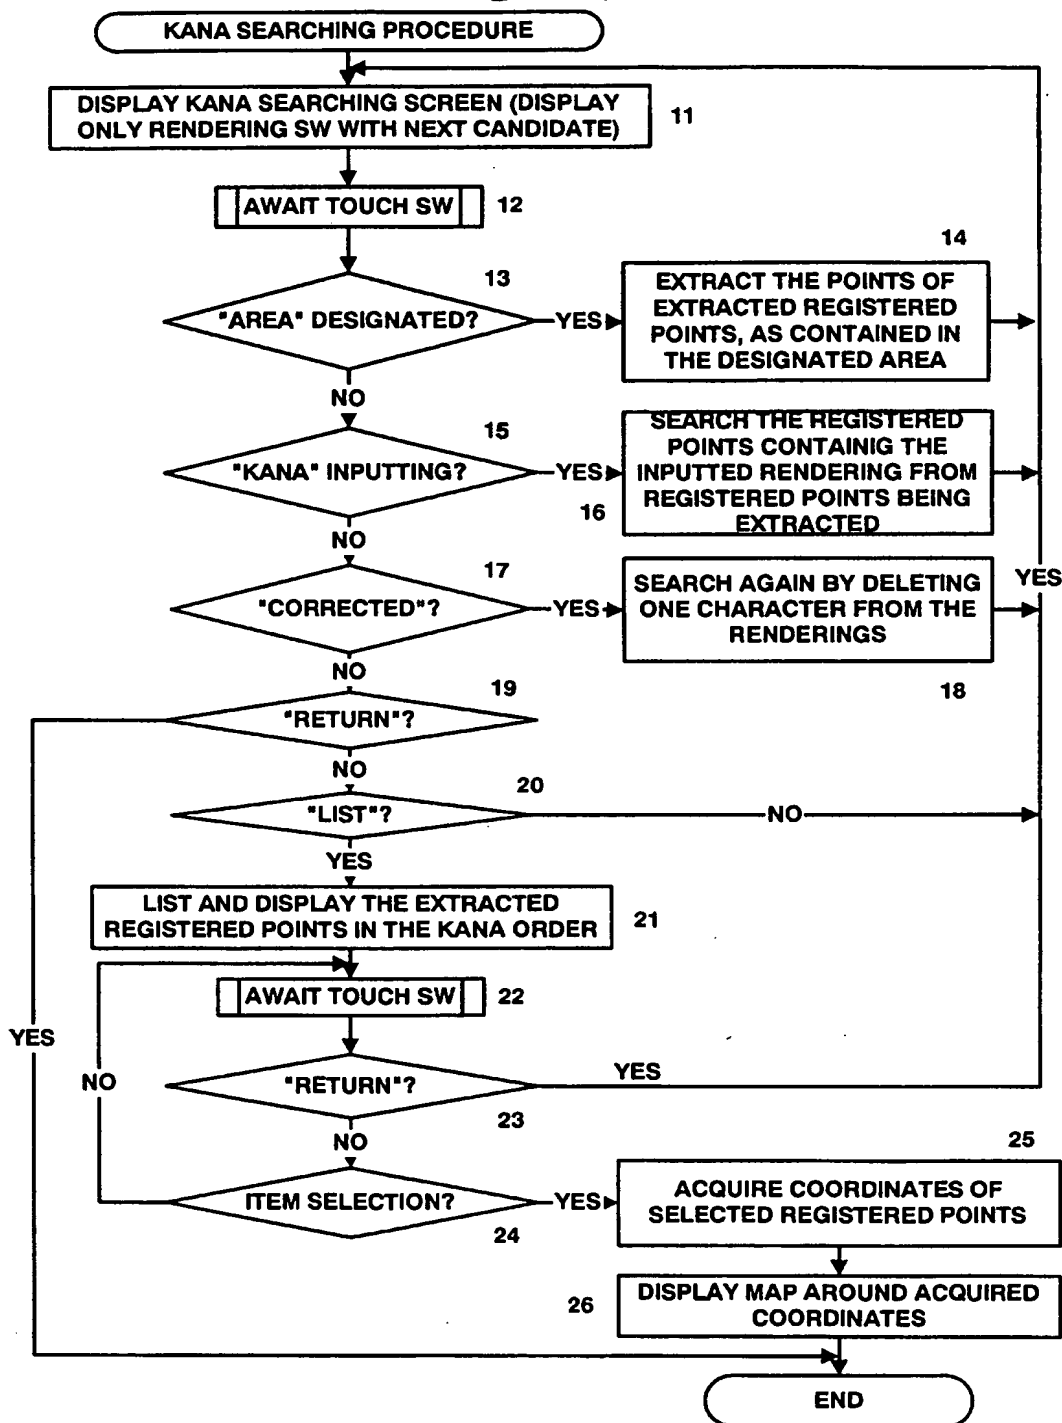 KANA SEARCHING PROCEDURE
DISPLAY KANA SEARCHING SCREEN (DISPLAY
ONLY RENDERING SW WITH NEXT CANDIDATE)
11
AWAIT TOUCH SW
12
13
"AREA" DESIGNATED?
YES
14
EXTRACT THE POINTS OF
EXTRACTED REGISTERED
POINTS, AS CONTAINED IN
THE DESIGNATED AREA
NO
15
"KANA" INPUTTING?
YES
16
SEARCH THE REGISTERED
POINTS CONTAINIG THE
INPUTTED RENDERING FROM
REGISTERED POINTS BEING
EXTRACTED
NO
17
"CORRECTED"?
YES
SEARCH AGAIN BY DELETING
ONE CHARACTER FROM THE
RENDERINGS
18
YES
NO
19
"RETURN"?
NO
20
"LIST"?
NO
YES
LIST AND DISPLAY THE EXTRACTED
REGISTERED POINTS IN THE KANA ORDER
21
AWAIT TOUCH SW
22
YES
NO
"RETURN"?
YES
23
NO
ITEM SELECTION?
YES
24
25
ACQUIRE COORDINATES OF
SELECTED REGISTERED POINTS
26
DISPLAY MAP AROUND ACQUIRED
COORDINATES
END